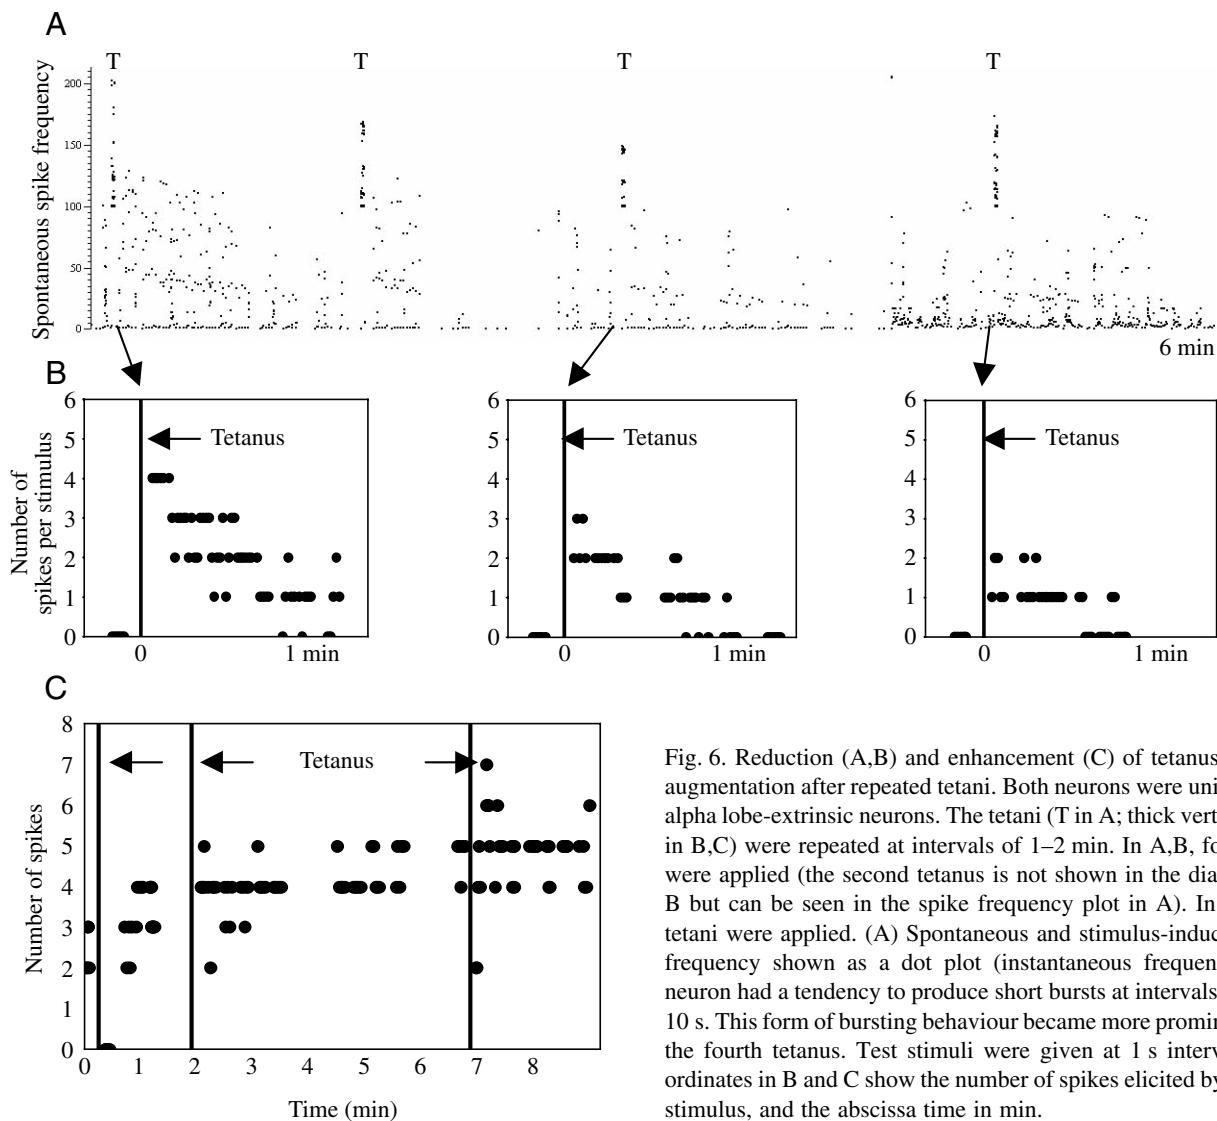 A
T T T T
Spontaneous spike frequency
200
150
100
50
0
6 min
B
Number of
spikes per stimulus
6
5
4
3
2
1
0
Tetanus
0 1 min
6
5
4
3
2
1
0
Tetanus
0 1 min
6
5
4
3
2
1
0
Tetanus
0 1 min
C
Number of spikes
8
7
6
5
4
3
2
1
0
Tetanus
0 1 2 3 4 5 6 7 8
Time (min)
Fig. 6. Reduction (A,B) and enhancement (C) of tetanus
augmentation after repeated tetani. Both neurons were uni
alpha lobe-extrinsic neurons. The tetani (T in A; thick vert
in B,C) were repeated at intervals of 1–2 min. In A,B, fo
were applied (the second tetanus is not shown in the dia
B but can be seen in the spike frequency plot in A). In
tetani were applied. (A) Spontaneous and stimulus-induc
frequency shown as a dot plot (instantaneous frequen
neuron had a tendency to produce short bursts at intervals
10 s. This form of bursting behaviour became more promin
the fourth tetanus. Test stimuli were given at 1 s interv
ordinates in B and C show the number of spikes elicited by
stimulus, and the abscissa time in min.